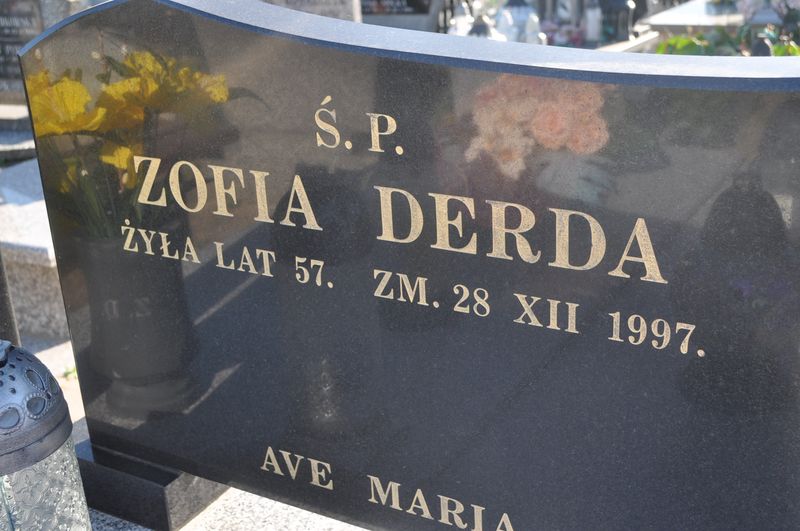 Ś. P.
ZOFIA DERDA
ŻYŁA LAT 57. ZM. 28 XII 1997.
AVE MARIA